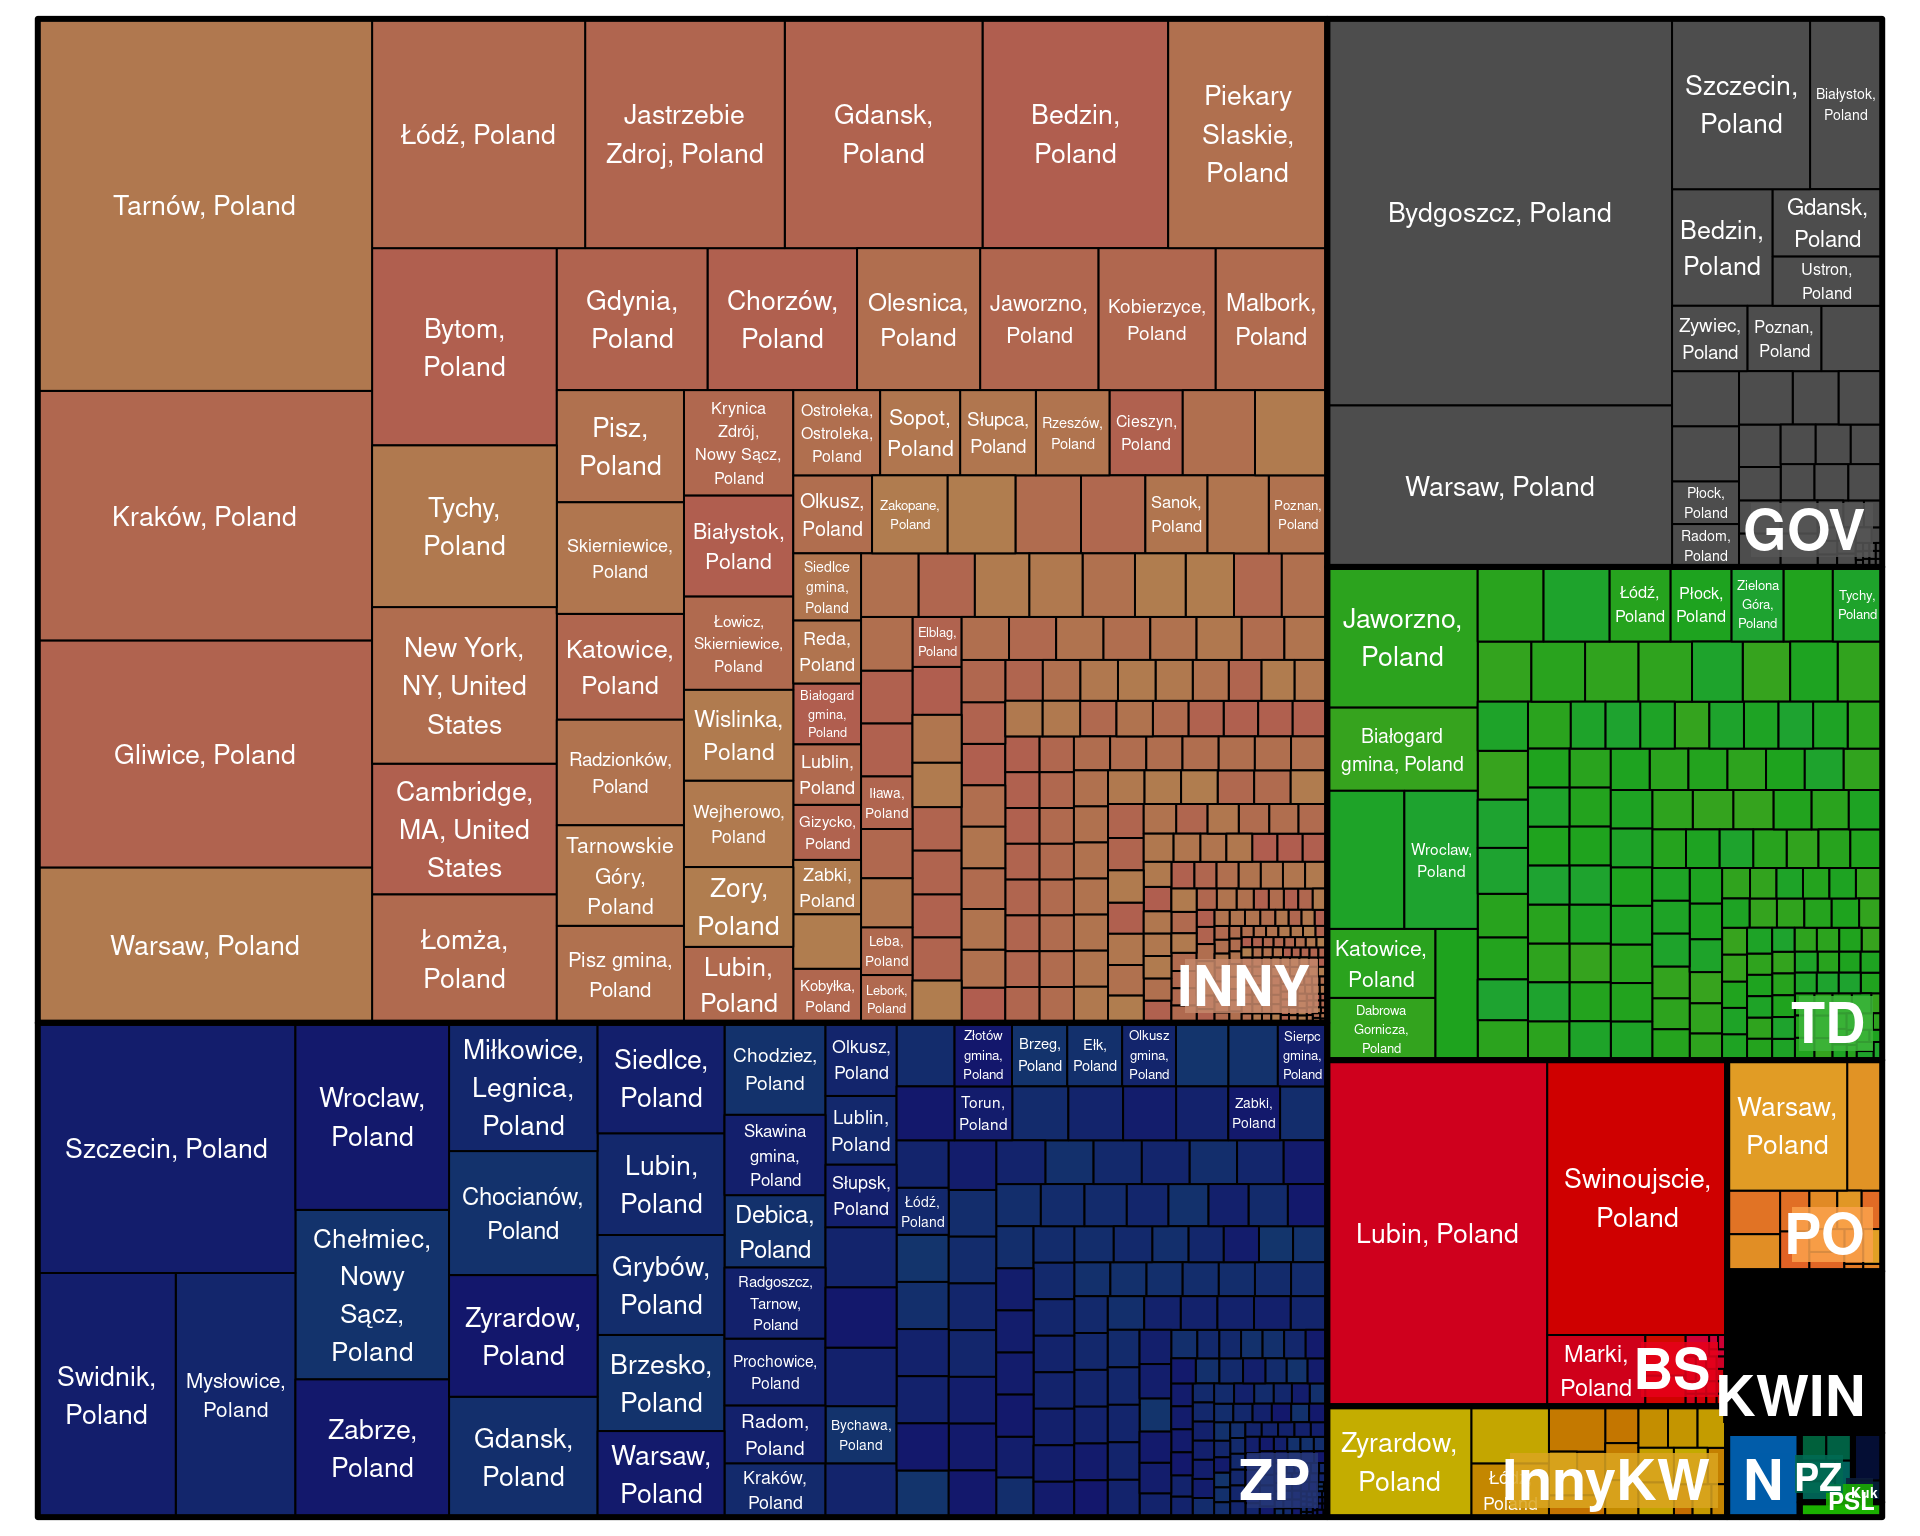 Tarnów, Poland
Kraków, Poland
Gliwice, Poland
Warsaw, Poland
Łódź, Poland
Jastrzebie
Zdroj, Poland
Gdansk,
Poland
Bedzin,
Poland
Piekary
Slaskie,
Poland
Bytom,
Poland
Tychy,
Poland
New York,
NY, United
States
Cambridge,
MA, United
States
Łomża,
Poland
Gdynia,
Poland
Chorzów,
Poland
Olesnica,
Poland
Jaworzno,
Poland
Kobierzyce,
Poland
Malbork,
Poland
Pisz,
Poland
Skierniewice,
Poland
Katowice,
Poland
Radzionków,
Poland
Tarnowskie
Góry,
Poland
Pisz gmina,
Poland
Krynica
Zdrój,
Nowy Sącz,
Poland
Białystok,
Poland
Łowicz,
Skierniewice,
Poland
Wislinka,
Poland
Wejherowo,
Poland
Zory,
Poland
Lubin,
Poland
Ostrołeka,
Ostroleka,
Poland
Sopot,
Poland
Słupca,
Poland
Rzeszów,
Poland
Cieszyn,
Poland
Olkusz,
Poland
Zakopane,
Poland
Sanok,
Poland
Poznan,
Poland
Siedlce
gmina,
Poland
Reda,
Poland
Białogard
gmina,
Poland
Lublin,
Poland
Gizycko,
Poland
Zabki,
Poland
Kobyłka,
Poland
Elblag,
Poland
Iława,
Poland
Leba,
Poland
Lebork,
Poland
INNY
Bydgoszcz, Poland
Warsaw, Poland
Szczecin,
Poland
Białystok,
Poland
Bedzin,
Poland
Gdansk,
Poland
Ustron,
Poland
Zywiec,
Poland
Poznan,
Poland
Płock,
Poland
Radom,
Poland
GOV
Jaworzno,
Poland
Białogard
gmina, Poland
Wroclaw,
Poland
Katowice,
Poland
Dabrowa
Gornicza,
Poland
Łódź,
Poland
Płock,
Poland
Zielona
Góra,
Poland
Tychy,
Poland
TD
Szczecin, Poland
Swidnik,
Poland
Mysłowice,
Poland
Wroclaw,
Poland
Chełmiec,
Nowy
Sącz,
Poland
Zabrze,
Poland
Miłkowice,
Legnica,
Poland
Chocianów,
Poland
Zyrardow,
Poland
Gdansk,
Poland
Siedlce,
Poland
Lubin,
Poland
Grybów,
Poland
Brzesko,
Poland
Warsaw,
Poland
Chodziez,
Poland
Skawina
gmina,
Poland
Debica,
Poland
Radgoszcz,
Tarnow,
Poland
Prochowice,
Poland
Radom,
Poland
Kraków,
Poland
Olkusz,
Poland
Lublin,
Poland
Słupsk,
Poland
Bychawa,
Poland
Łódź,
Poland
Złotów
gmina,
Poland
Brzeg,
Poland
Ełk,
Poland
Olkusz
gmina,
Poland
Sierpc
gmina,
Poland
Torun,
Poland
Zabki,
Poland
ZP
Lubin, Poland
Swinoujscie,
Poland
Marki,
Poland
BS
Warsaw,
Poland
PO
KWIN
Zyrardow,
Poland
InnyKW
N
PZ
Kuk
PSL